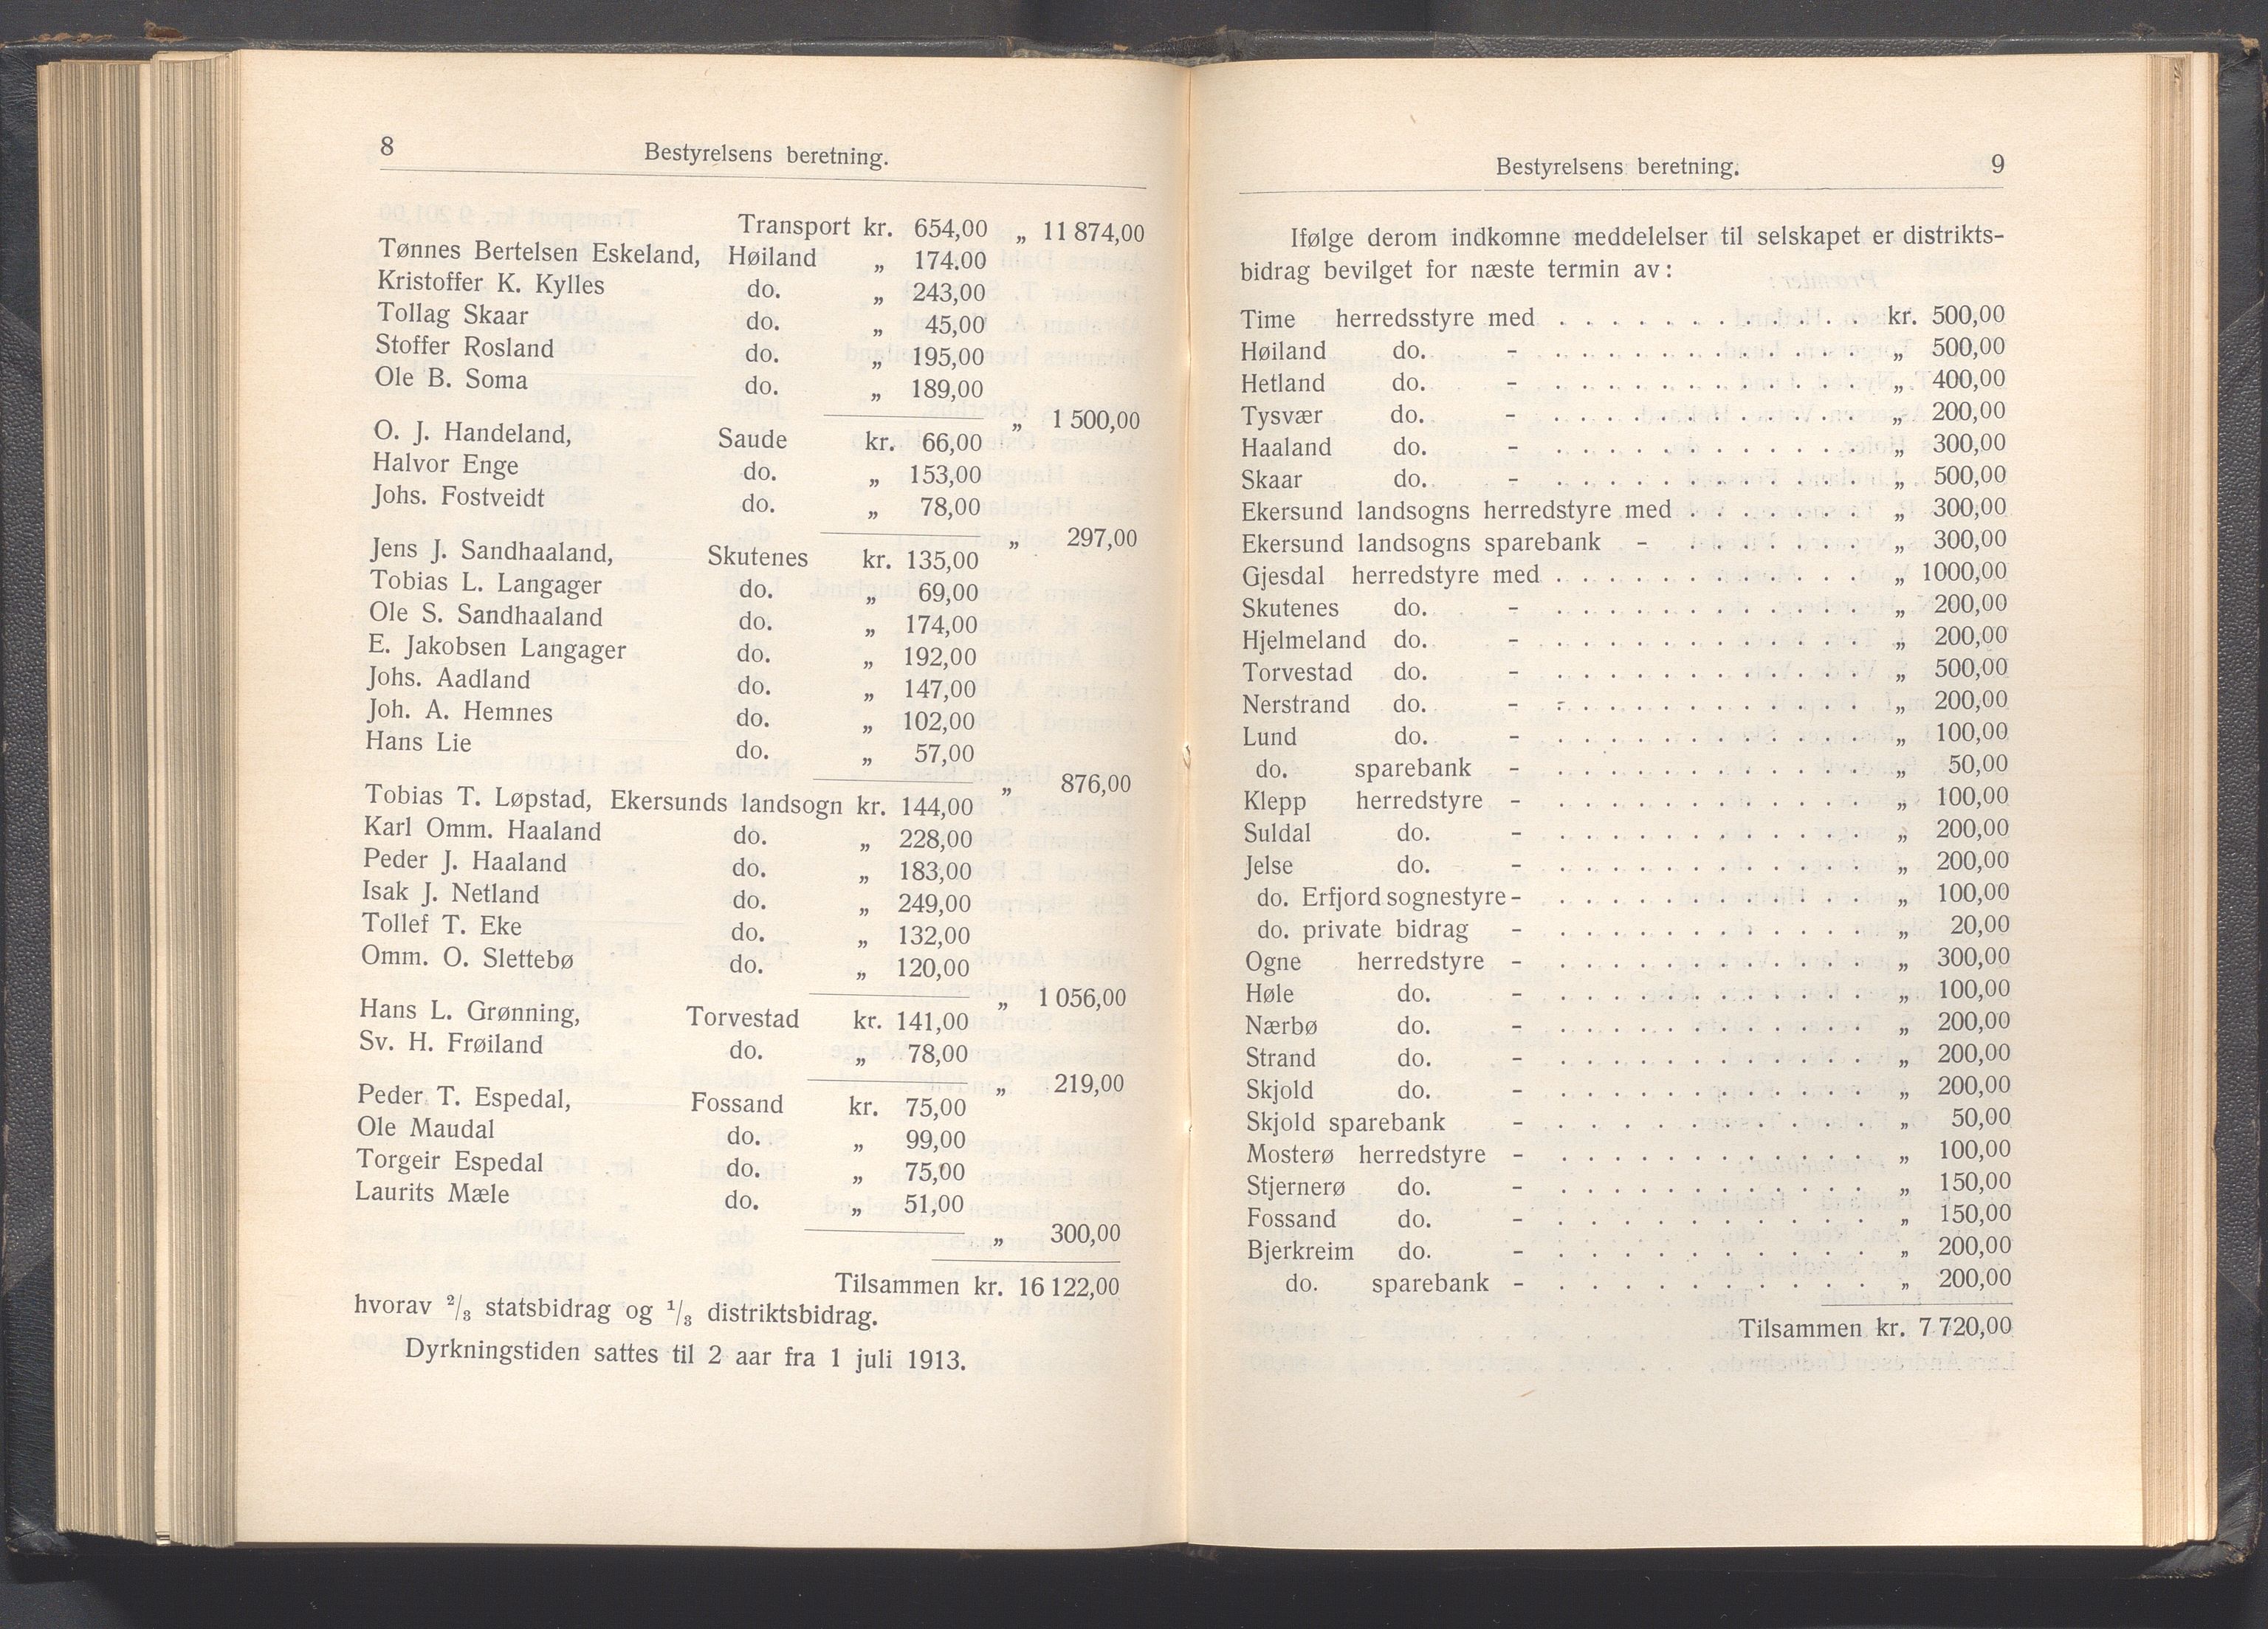 8
Bestyrelsens beretning.
Transport kr. 654,00 „ 11 874,00
Tønnes Bertelsen Eskeland, Høiland „ 174.00
Kristoffer K. Kylles do. „ 243,00
Tollag Skaar do. „ 45,00
Stoffer Rosland do. „ 195,00
Ole B. Soma do. „ 189,00
„ 1 500,00
O. J. Handeland, Saude kr. 66,00
Halvor Enge do. „ 153,00
Johs. Fostveidt do. „ 78,00
„ 297,00
Jens J. Sandhaaland, Skutenes kr. 135,00
Tobias L. Langager do. „ 69,00
Ole S. Sandhaaland do. „ 174,00
E. Jakobsen Langager do. „ 192,00
Johs. Aadland do. „ 147,00
Joh. A. Hemnes do. „ 102,00
Hans Lie do. „ 57,00
„ 876,00
Tobias T. Løpstad, Ekersunds landsogn kr. 144,00
Karl Omm. Haaland do. „ 228,00
Peder J. Haaland do. „ 183,00
Isak J. Netland do. „ 249,00
Tollef T. Eke do. „ 132,00
Omm. O. Slettebø do. „ 120,00
„ 1 056,00
Hans L. Grønning, Torvestad kr. 141,00
Sv. H. Frøiland do. „ 78,00
„ 219,00
Peder T. Espedal, Fossand kr. 75,00
Ole Maudal do. „ 99,00
Torgeir Espedal do. „ 75,00
Laurits Mæle do. „ 51,00
„ 300,00
Tilsammen kr. 16 122,00
hvorav ²/₃ statsbidrag og ¹/₃ distriktsbidrag.
Dyrkningstiden sattes til 2 aar fra 1 juli 1913.
Bestyrelsens beretning.
9
Ifølge derom indkomne meddelelser til selskapet er distrikts-
bidrag bevilget for næste termin av:
Time herredsstyre med . . . . . . . . . . . . kr. 500,00
Høiland do. - . . . . . . . . . . . . „ 500,00
Hetland do. - . . . . . . . . . . . . „ 400,00
Tysvær do. - . . . . . . . . . . . . „ 200,00
Haaland do. - . . . . . . . . . . . . „ 300,00
Skaar do. - . . . . . . . . . . . . „ 500,00
Ekersund landsogns herredstyre med . . . . . . . „ 300,00
Ekersund landsogns sparebank - . . . . . . . „ 300,00
Gjesdal herredstyre med . . . . . . . . . . . . „ 1000,00
Skutenes do. - . . . . . . . . . . . . „ 200,00
Hjelmeland do. - . . . . . . . . . . . . „ 200,00
Torvestad do. - . . . . . . . . . . . . „ 500,00
Nerstrand do. - . . . . . . . . . . . . „ 200,00
Lund do. - . . . . . . . . . . . . „ 100,00
do. sparebank - . . . . . . . . . . . . „ 50,00
Klepp herredstyre - . . . . . . . . . . . . „ 100,00
Suldal do. - . . . . . . . . . . . . „ 200,00
Jelse do. - . . . . . . . . . . . . „ 200,00
do. Erfjord sognestyre - . . . . . . . . . . . . „ 100,00
do. private bidrag - . . . . . . . . . . . . „ 20,00
Ogne herredstyre - . . . . . . . . . . . . „ 300,00
Høle do. - . . . . . . . . . . . . „ 100,00
Nærbø do. - . . . . . . . . . . . . „ 200,00
Strand do. - . . . . . . . . . . . . „ 200,00
Skjold do. - . . . . . . . . . . . . „ 200,00
Skjold sparebank - . . . . . . . . . . . . „ 50,00
Mosterø herredstyre - . . . . . . . . . . . . „ 100,00
Stjernerø do. - . . . . . . . . . . . . „ 150,00
Fossand do. - . . . . . . . . . . . . „ 150,00
Bjerkreim do. - . . . . . . . . . . . . „ 200,00
do. sparebank - . . . . . . . . . . . . „ 200,00
Tilsammen kr. 7 720,00